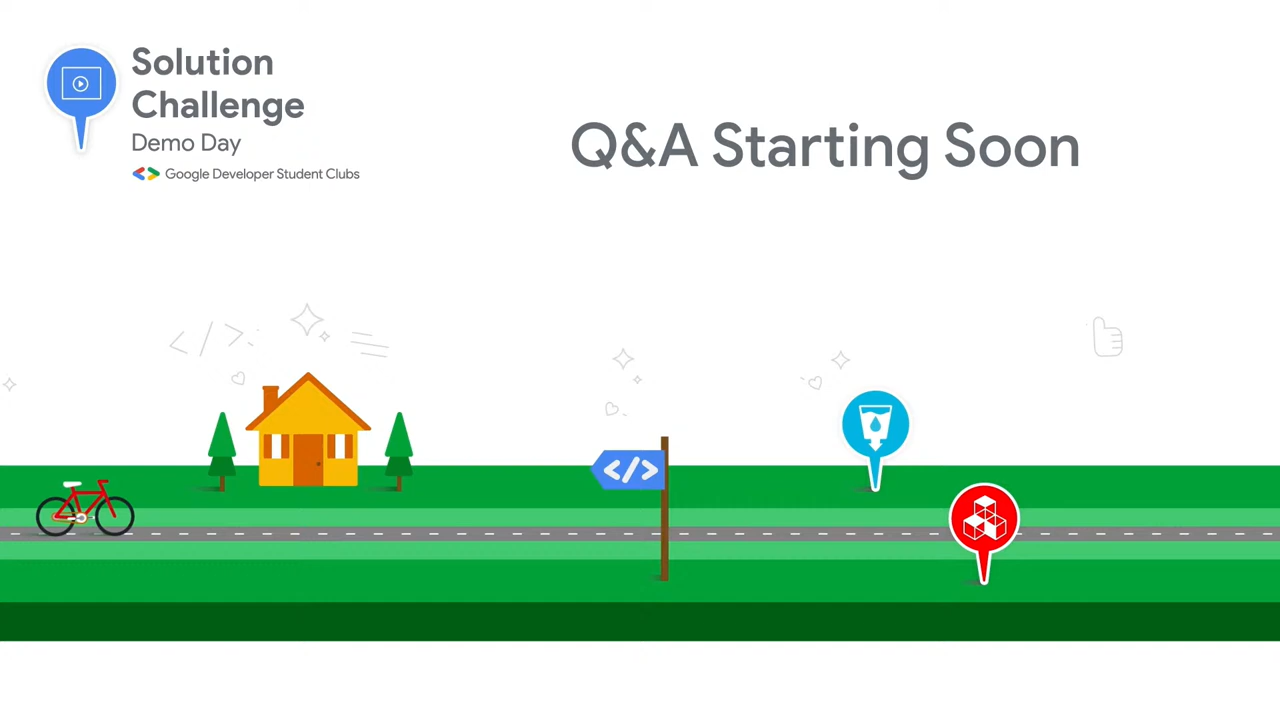 Solution
Challenge
Demo Day
Google Developer Student Clubs
Q&A Starting Soon
</>
</>